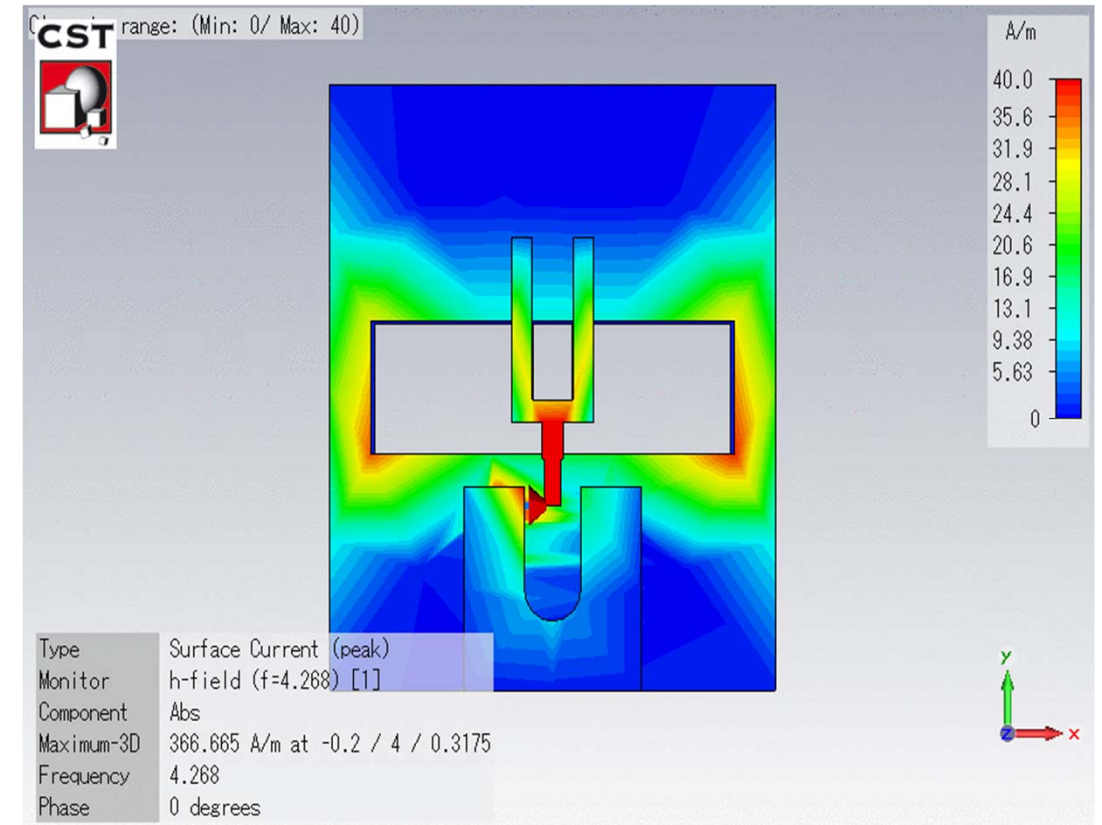 range: (Min: 0/ Max: 40)
CST
A/m
40.0
35.6
31.9
28.1
24.4
20.6
16.9
13.1
9.38
5.63
0
Type Surface Current (peak)
Monitor h-field (f=4.268) [1]
Component Abs
Maximum-3D 366.665 A/m at -0.2 / 4 / 0.3175
Frequency 4.268
Phase 0 degrees
y
z
x